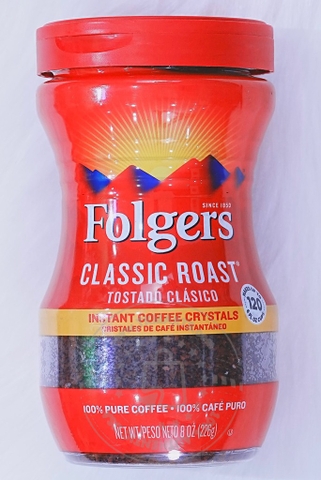 SINCE 1850
Folgers
CLASSIC ROAST®
TOSTADO CLÁSICO
INSTANT COFFEE CRYSTALS
CRISTALES DE CAFÉ INSTANTÁNEO
120
100% PURE COFFEE • 100% CAFÉ PURO
NET WT/PESO NETO 8 OZ (226g)